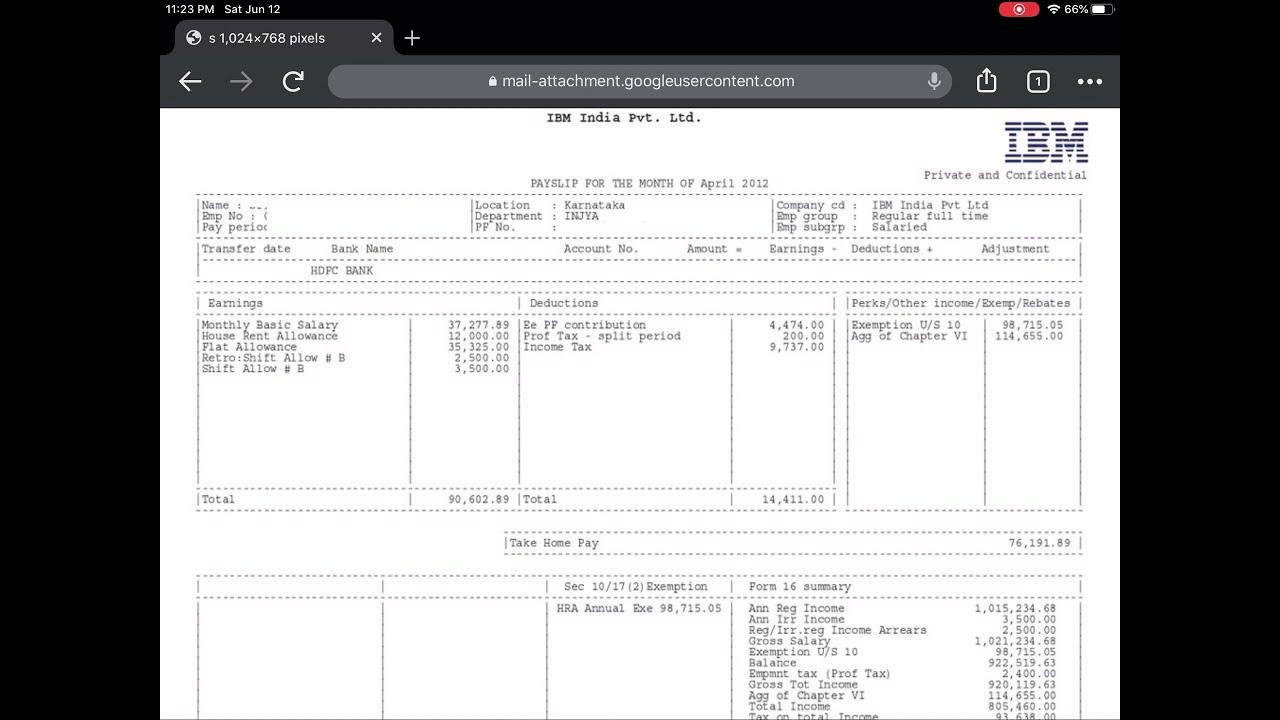 11:23 PM Sat Jun 12 66%
s 1,024×768 pixels
mail-attachment.googleusercontent.com 1
IBM India Pvt. Ltd.
IBM
Private and Confidential
PAYSLIP FOR THE MONTH OF April 2012
Name : Location : Karnataka Company cd : IBM India Pvt Ltd
Emp No : Department : INJYA Emp group : Regular full time
Pay period PF No. : Emp subgrp : Salaried
Transfer date Bank Name Account No. Amount = Earnings - Deductions + Adjustment
HDFC BANK
Earnings Deductions Perks/Other income/Exemp/Rebates
Monthly Basic Salary 37,277.89 Ee PF contribution 4,474.00 Exemption U/S 10 98,715.05
House Rent Allowance 12,000.00 Prof Tax - split period 200.00 Agg of Chapter VI 114,655.00
Flat Allowance 35,325.00 Income Tax 9,737.00
Retro:Shift Allow # B 2,500.00
Shift Allow # B 3,500.00
Total 90,602.89 Total 14,411.00
Take Home Pay 76,191.89
Sec 10/17(2)Exemption Form 16 summary
HRA Annual Exe 98,715.05 Ann Reg Income 1,015,234.68
Ann Irr Income 3,500.00
Reg/Irr.reg Income Arrears 2,500.00
Gross Salary 1,021,234.68
Exemption U/S 10 98,715.05
Balance 922,519.63
Empmnt tax (Prof Tax) 2,400.00
Gross Tot Income 920,119.63
Agg of Chapter VI 114,655.00
Total Income 805,460.00
Tax on total Income 93,638.00